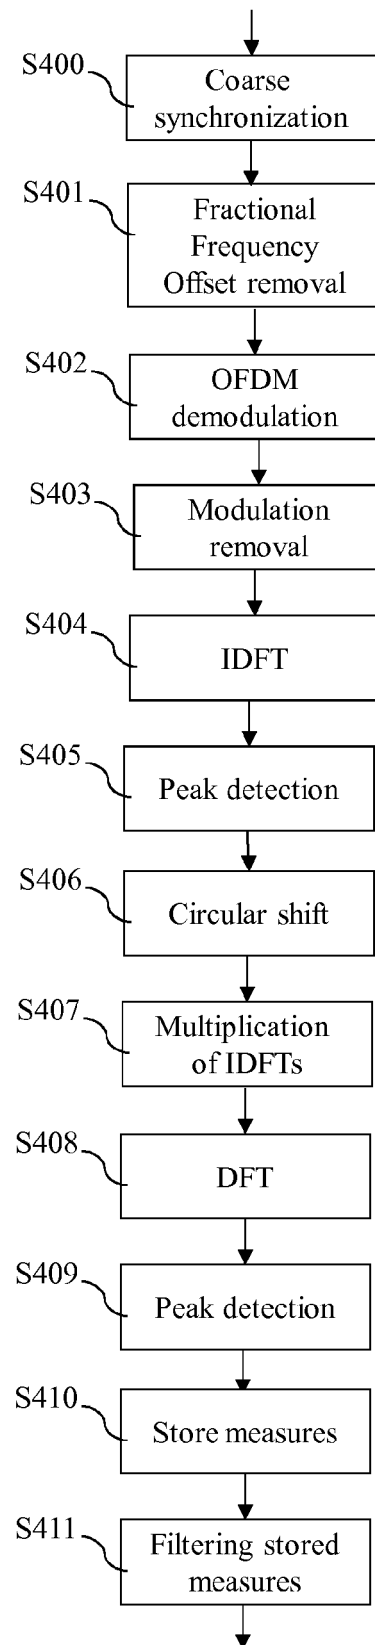 S400
Coarse
synchronization
S401
Fractional
Frequency
Offset removal
S402
OFDM
demodulation
S403
Modulation
removal
S404
IDFT
S405
Peak detection
S406
Circular shift
S407
Multiplication
of IDFTs
S408
DFT
S409
Peak detection
S410
Store measures
S411
Filtering stored
measures